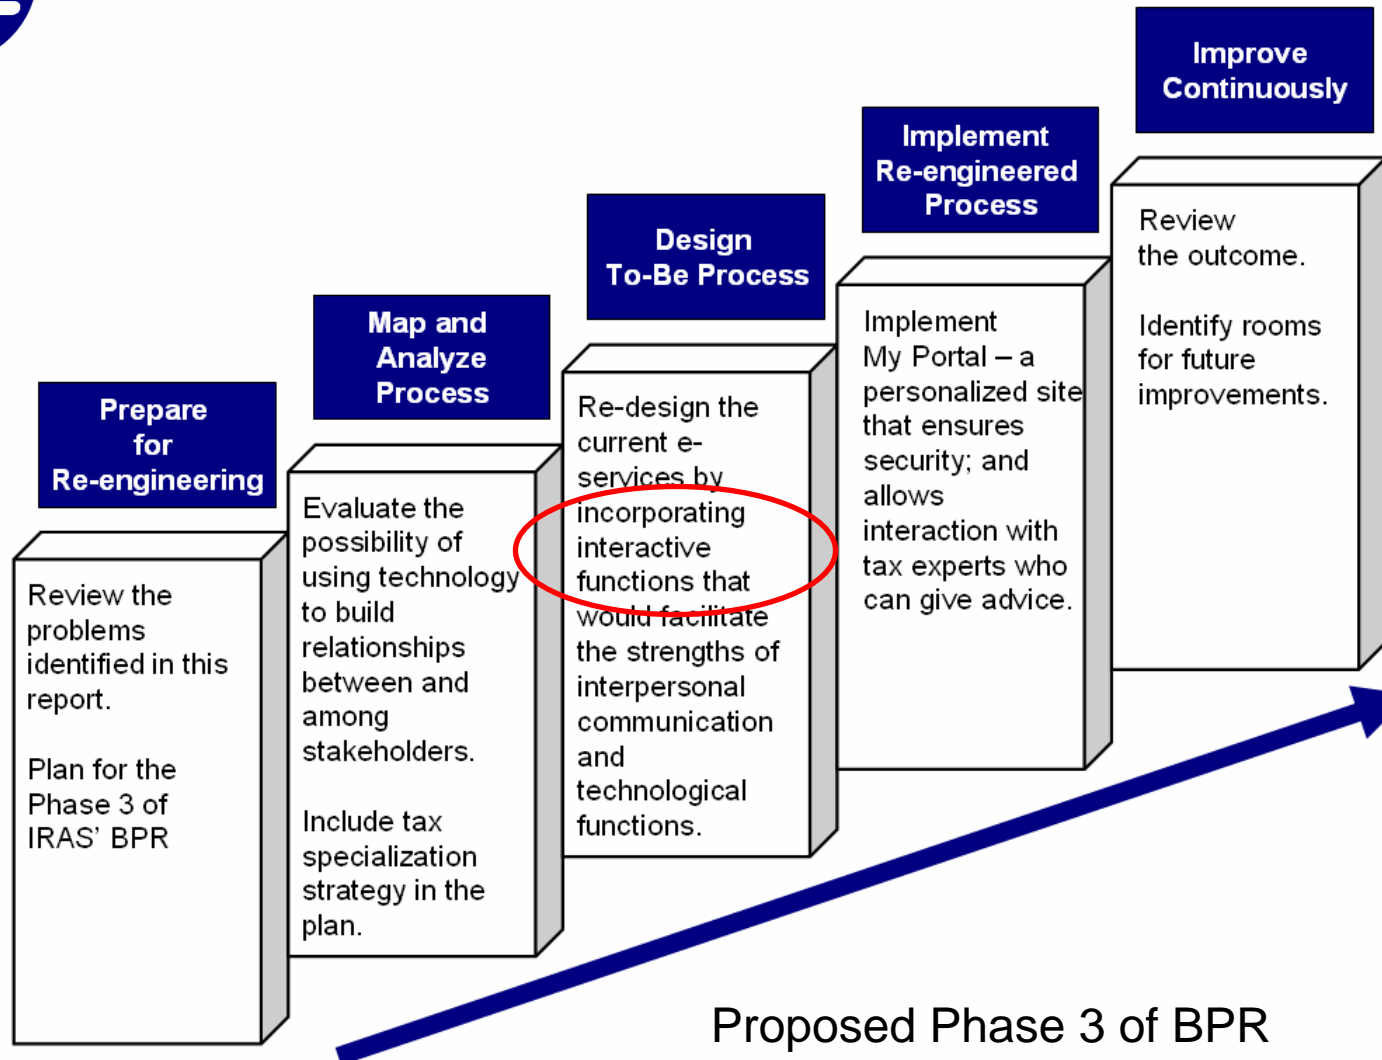 Prepare
for
Re-engineering
Review the
problems
identified in this
report.
Plan for the
Phase 3 of
IRAS' BPR
Map and
Analyze
Process
Evaluate the
possibility of
using technology
to build
relationships
between and
among
stakeholders.
Include tax
specialization
strategy in the
plan.
Design
To-Be Process
Re-design the
current e-
services by
incorporating
interactive
functions that
would facilitate
the strengths of
interpersonal
communication
and
technological
functions.
Implement
Re-engineered
Process
Implement
My Portal – a
personalized site
that ensures
security; and
allows
interaction with
tax experts who
can give advice.
Improve
Continuously
Review
the outcome.
Identify rooms
for future
improvements.
Proposed Phase 3 of BPR